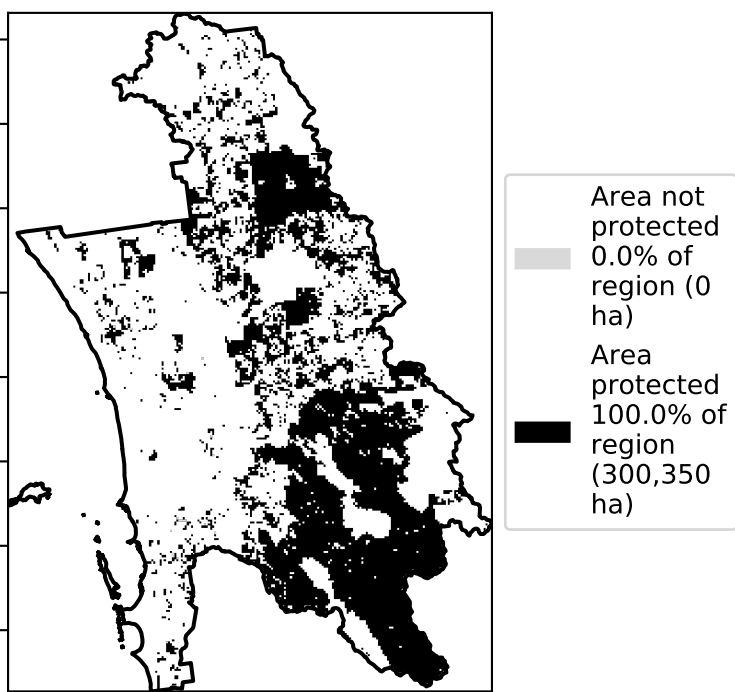 Area not
protected
0.0% of
region (0
ha)
Area
protected
100.0% of
region
(300,350
ha)